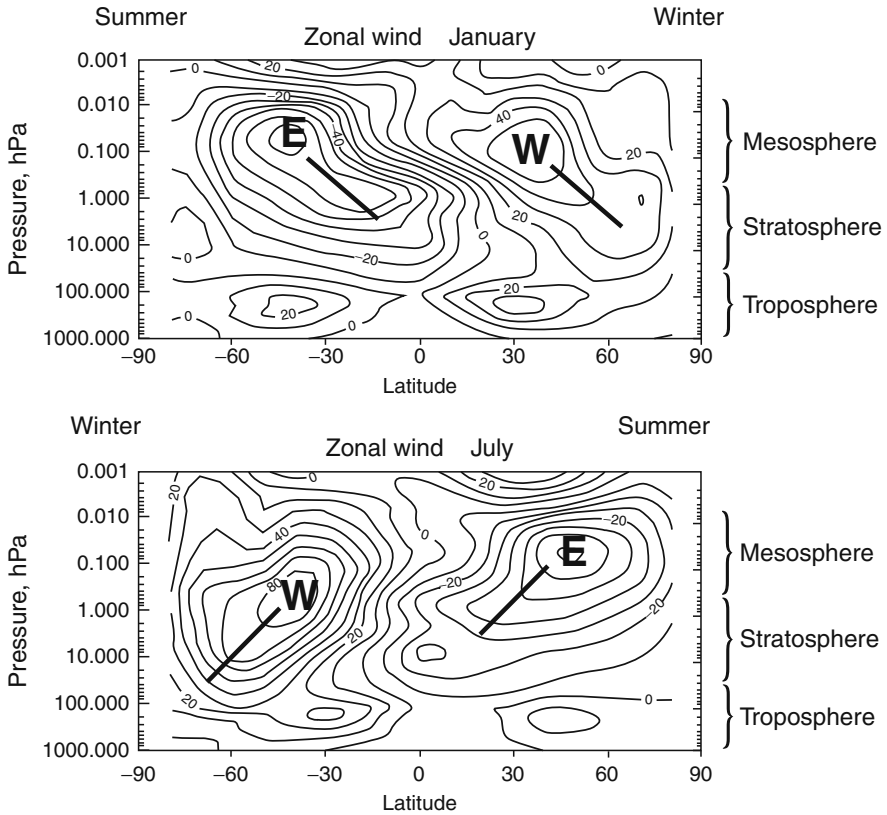 Summer Winter
Zonal wind January
0.001
0.010
0.100
1.000
10.000
100.000
1000.000
Pressure, hPa
0 20 0
−20 40
E −40 W
20
20 0
0 −20
0
20 20
0 0
Mesosphere
Stratosphere
Troposphere
−90 −60 −30 0 30 60 90
Latitude
Winter Summer
Zonal wind July
0.001
0.010
0.100
1.000
10.000
100.000
1000.000
Pressure, hPa
20 0 20
−20
40 0
E
80 W −20
20 −20
20 0
Mesosphere
Stratosphere
Troposphere
−90 −60 −30 0 30 60 90
Latitude